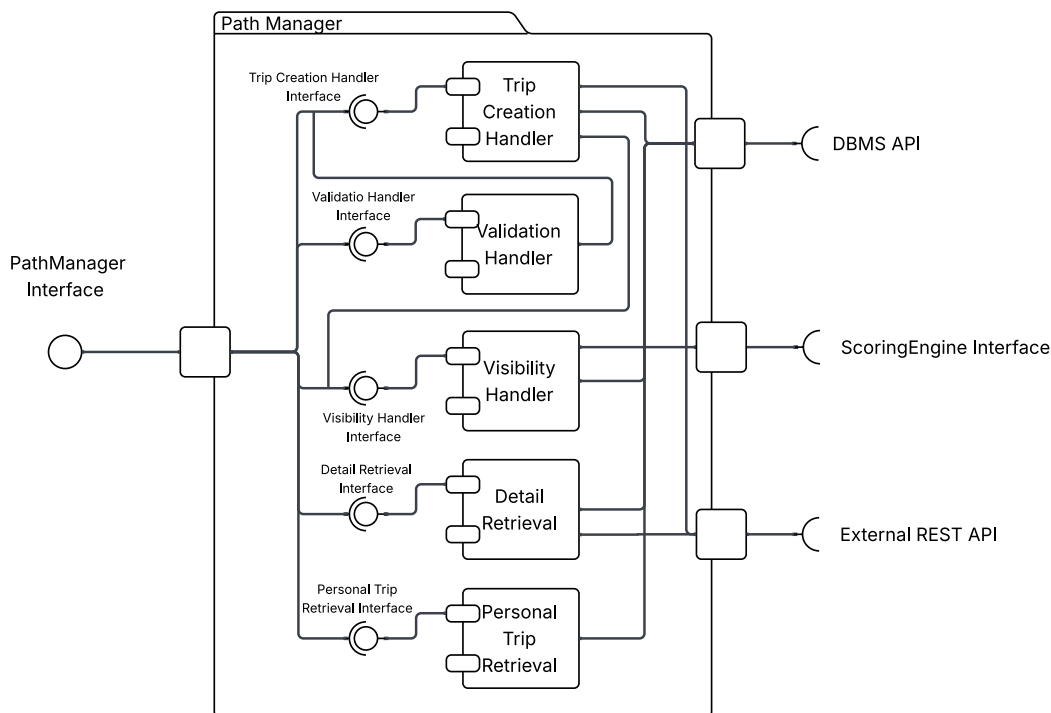 Path Manager
Trip Creation Handler
Interface
Trip
Creation
Handler
DBMS API
Validatio Handler
Interface
Validation
Handler
PathManager
Interface
ScoringEngine Interface
Visibility
Handler
Visibility Handler
Interface
Detail Retrieval
Interface
Detail
Retrieval
External REST API
Personal Trip
Retrieval Interface
Personal
Trip
Retrieval